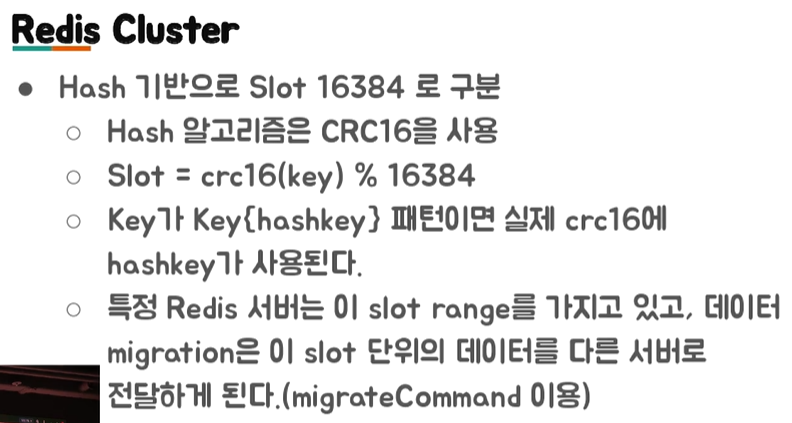 Redis Cluster
● Hash 기반으로 Slot 16384 로 구분
○ Hash 알고리즘은 CRC16을 사용
○ Slot = crc16(key) % 16384
○ Key가 Key{hashkey} 패턴이면 실제 crc16에
hashkey가 사용된다.
○ 특정 Redis 서버는 이 slot range를 가지고 있고, 데이터
migration은 이 slot 단위의 데이터를 다른 서버로
전달하게 된다.(migrateCommand 이용)